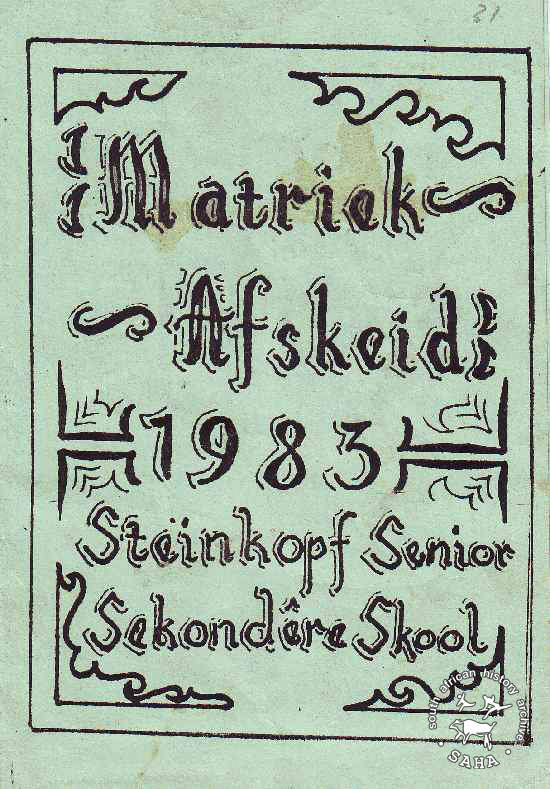 21
Matriek
Afskeid
1983
Steinkopf Senior
Sekondêre Skool
south african history archive
SAHA